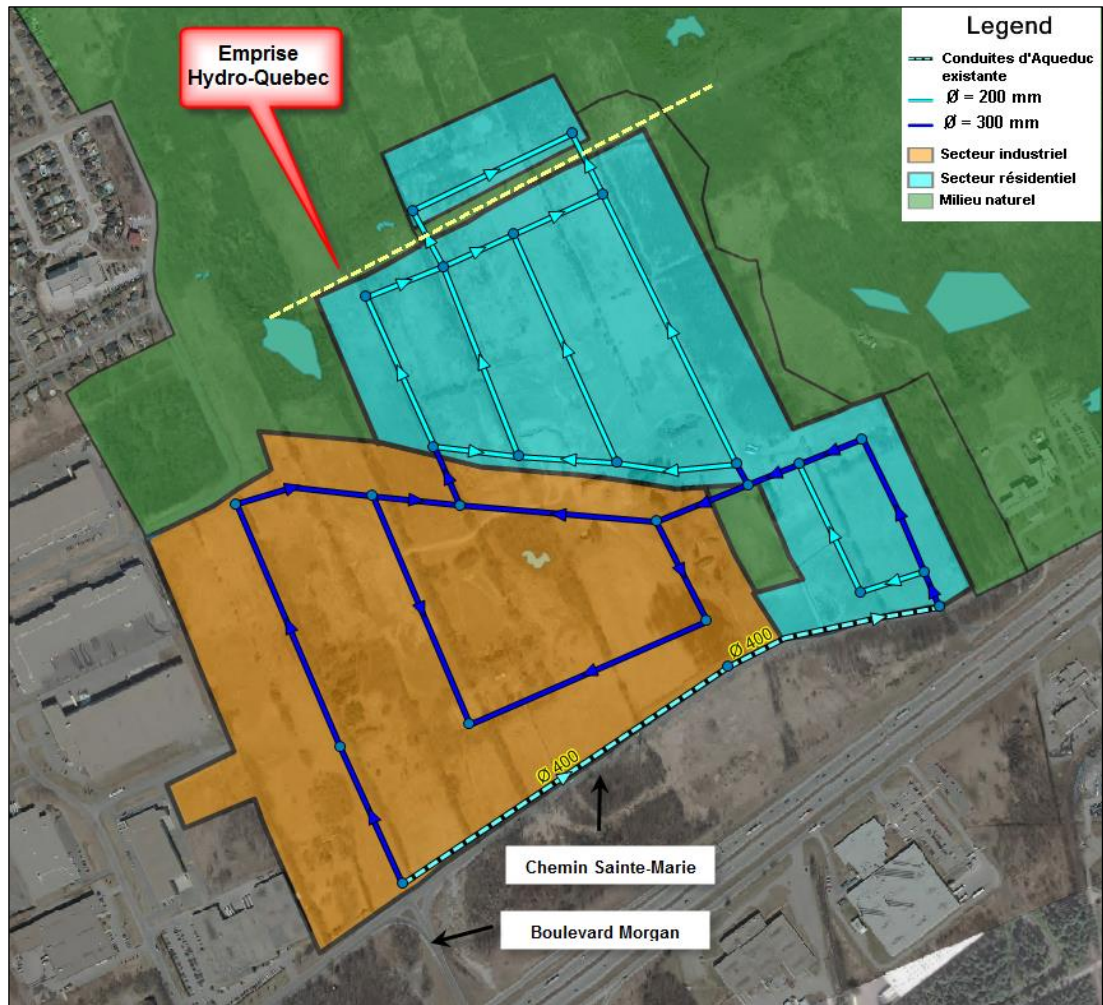 Emprise
Hydro-Quebec
Legend
Conduites d'Aqueduc
existante
Ø = 200 mm
Ø = 300 mm
Secteur industriel
Secteur résidentiel
Milieu naturel
Ø 400
Ø 400
Chemin Sainte-Marie
Boulevard Morgan